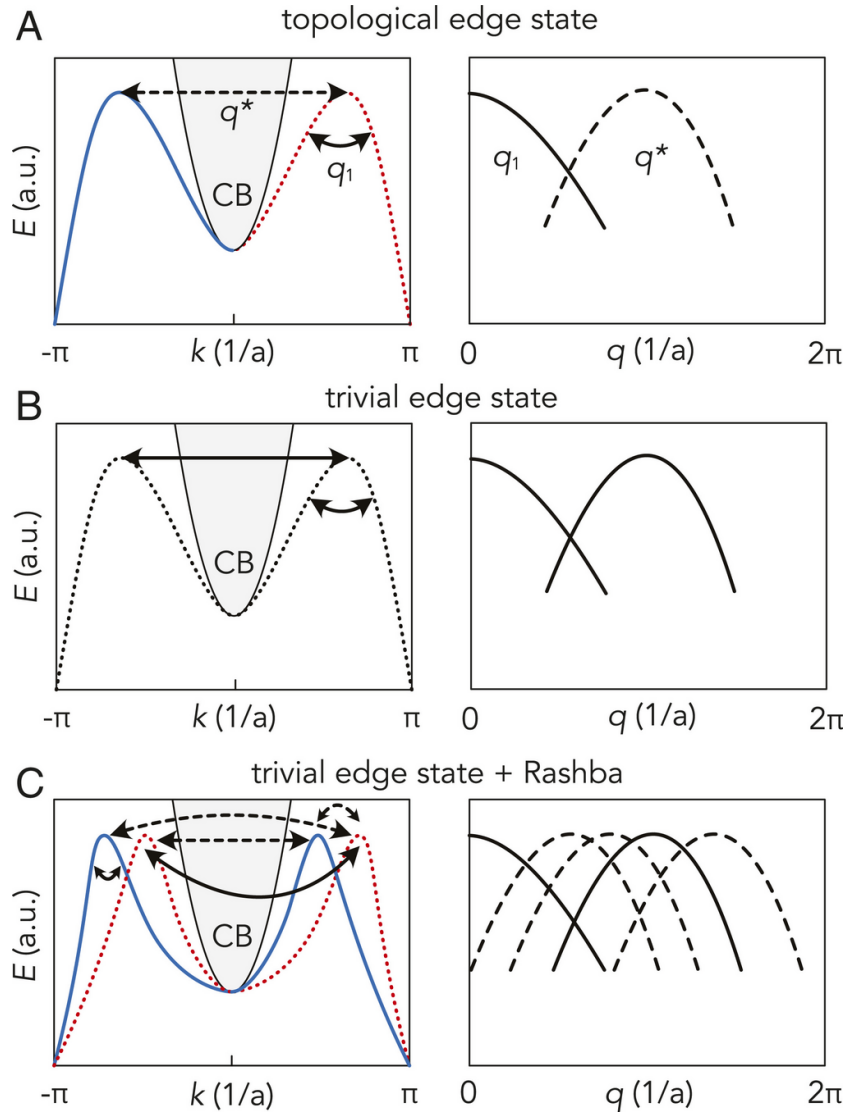 A
topological edge state
E (a.u.)
q*
q₁
CB
-π
k (1/a)
π
q₁
q*
0
q (1/a)
2π
B
trivial edge state
E (a.u.)
CB
-π
k (1/a)
π
0
q (1/a)
2π
C
trivial edge state + Rashba
E (a.u.)
CB
-π
k (1/a)
π
0
q (1/a)
2π